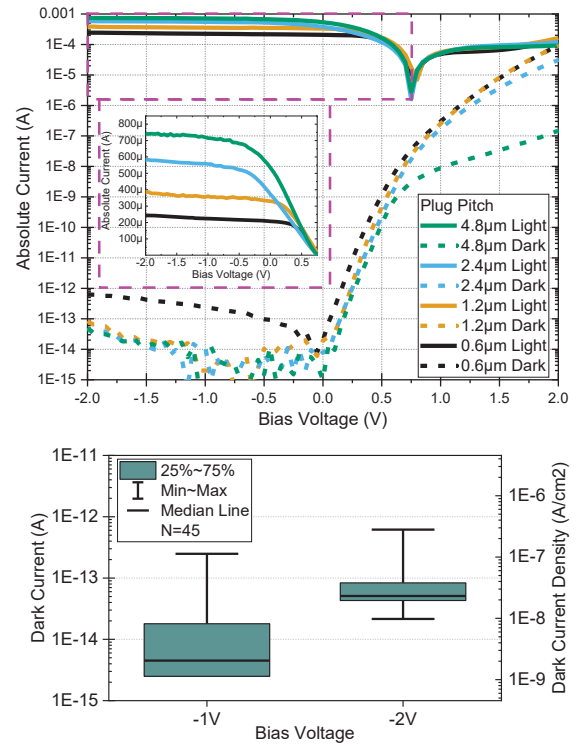 0.001
1E-4
1E-5
1E-6
1E-7
1E-8
1E-9
1E-10
1E-11
1E-12
1E-13
1E-14
1E-15
Absolute Current (A)
-2.0 -1.5 -1.0 -0.5 0.0 0.5 1.0 1.5 2.0
Bias Voltage (V)
800µ
700µ
600µ
500µ
400µ
300µ
200µ
100µ
Absolute Current (A)
-2.0 -1.5 -1.0 -0.5 0.0 0.5
Bias Voltage (V)
Plug Pitch
4.8µm Light
4.8µm Dark
2.4µm Light
2.4µm Dark
1.2µm Light
1.2µm Dark
0.6µm Light
0.6µm Dark
1E-11
1E-12
1E-13
1E-14
1E-15
Dark Current (A)
25%~75%
Min~Max
Median Line
N=45
1E-6
1E-7
1E-8
1E-9
Dark Current Density (A/cm2)
-1V -2V
Bias Voltage